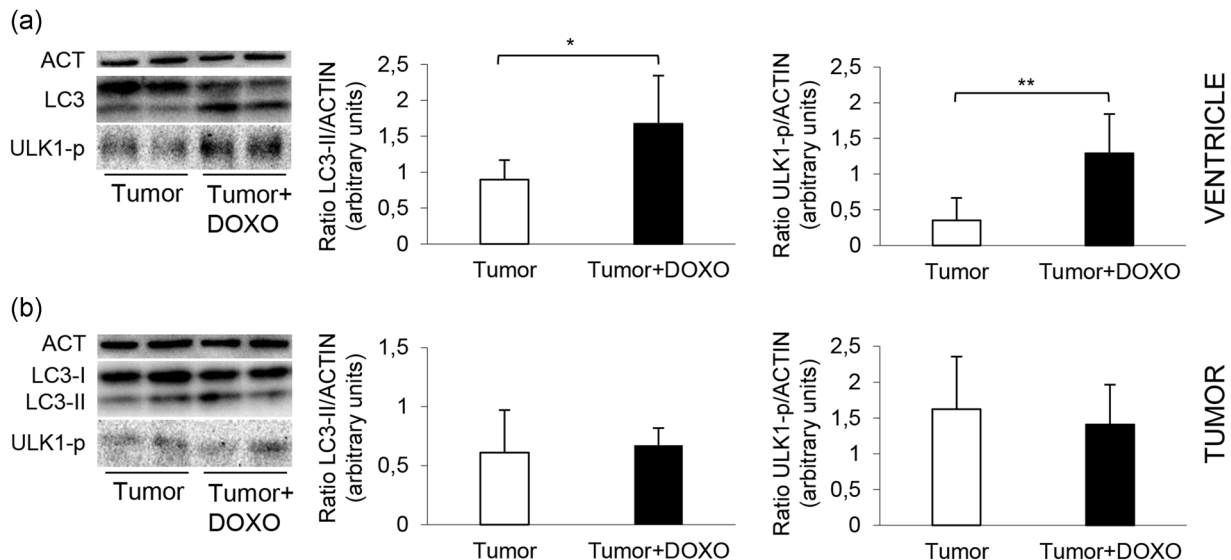 (a)
ACT
LC3
ULK1-p
Tumor
Tumor+
DOXO
Ratio LC3-II/ACTIN
(arbitrary units)
2,5
2
1,5
1
0,5
0
*
Tumor
Tumor+DOXO
Ratio ULK1-p/ACTIN
(arbitrary units)
2,5
2
1,5
1
0,5
0
**
Tumor
Tumor+DOXO
VENTRICLE
(b)
ACT
LC3-I
LC3-II
ULK1-p
Tumor
Tumor+
DOXO
Ratio LC3-II/ACTIN
(arbitrary units)
1,5
1
0,5
0
Tumor
Tumor+DOXO
Ratio ULK1-p/ACTIN
(arbitrary units)
2,5
2
1,5
1
0,5
0
Tumor
Tumor+DOXO
TUMOR